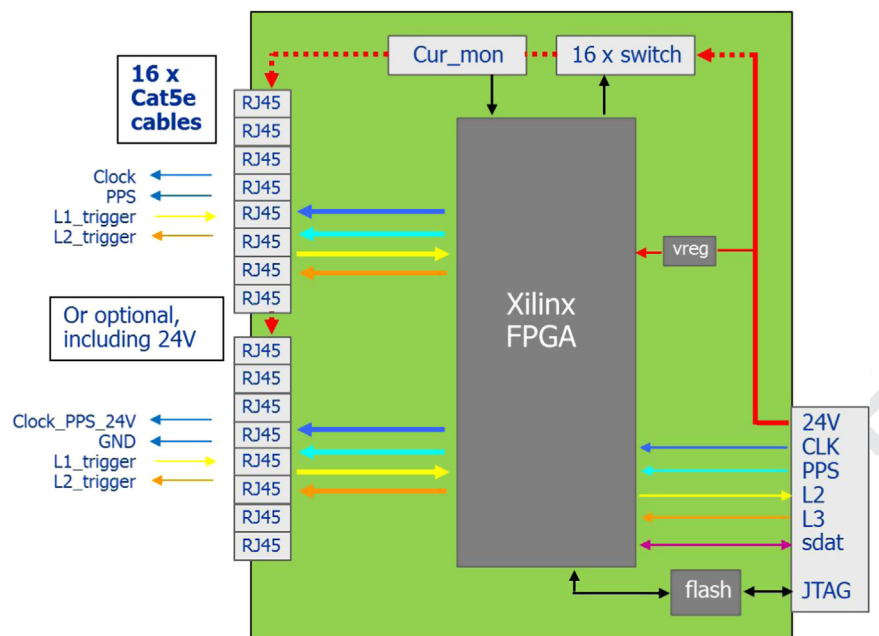 16 x
Cat5e
cables
Cur_mon
16 x switch
RJ45
RJ45
RJ45
RJ45
RJ45
RJ45
RJ45
RJ45
Clock
PPS
L1_trigger
L2_trigger
Or optional,
including 24V
vreg
Xilinx
FPGA
RJ45
RJ45
RJ45
RJ45
RJ45
RJ45
RJ45
RJ45
Clock_PPS_24V
GND
L1_trigger
L2_trigger
24V
CLK
PPS
L2
L3
sdat
flash
JTAG